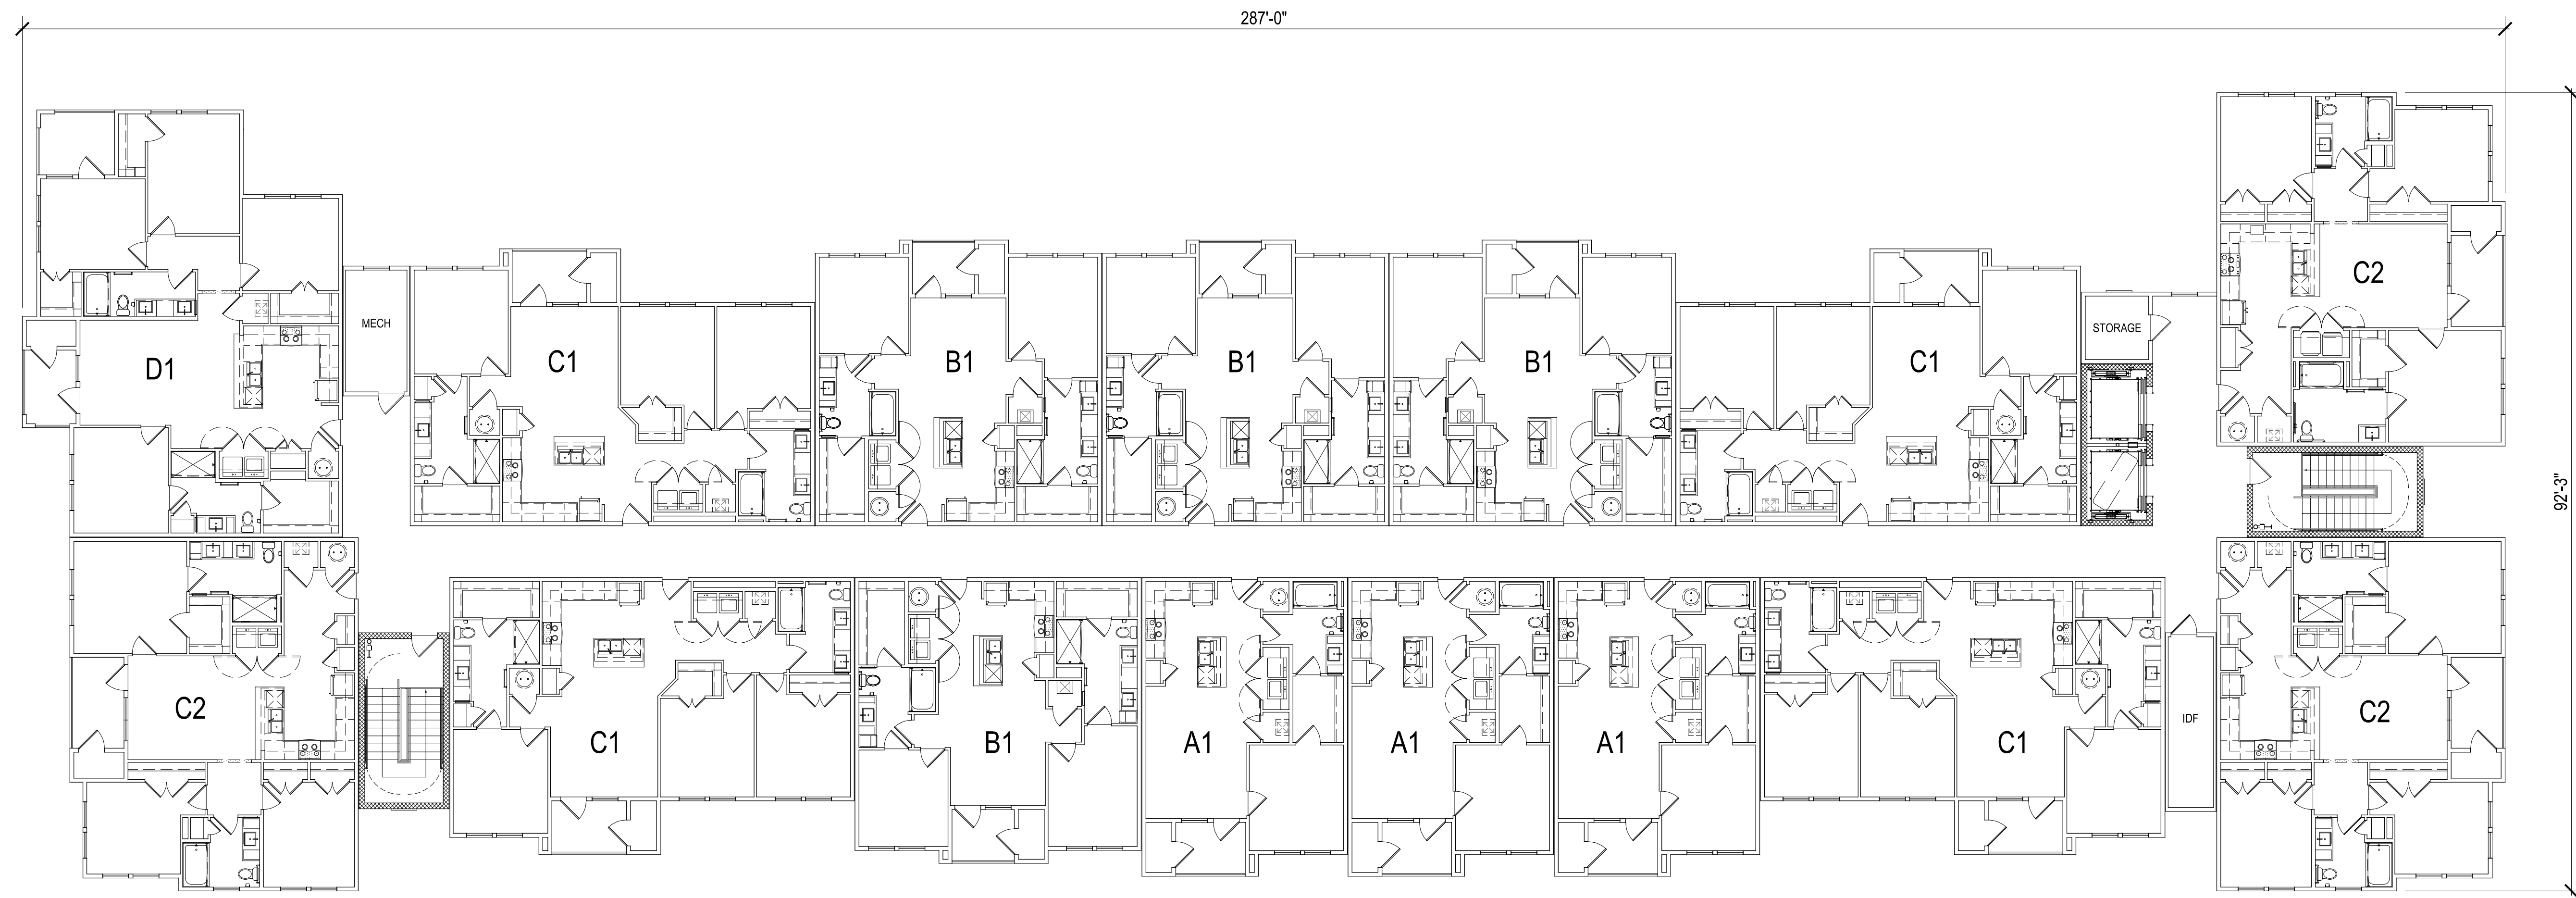 287'-0"
C2
MECH
STORAGE
D1
C1
B1
B1
B1
C1
92'-3"
C2
C1
B1
A1
A1
A1
C1
IDF
C2